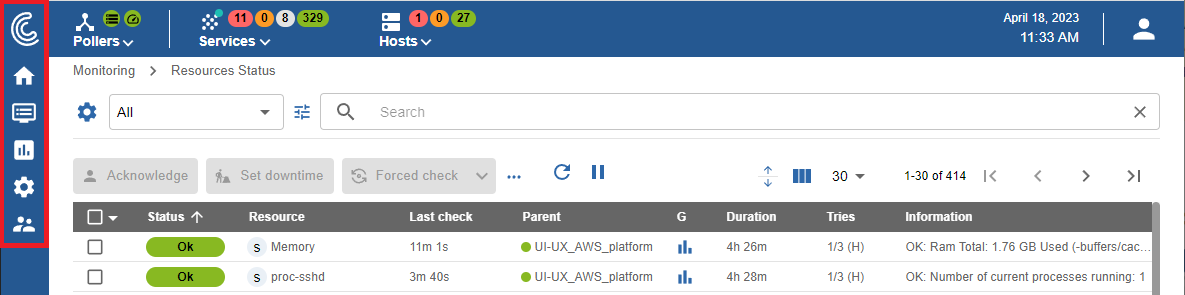 11 0 8 329
1 0 27
April 18, 2023
Pollers
Services
Hosts
11:33 AM
Monitoring > Resources Status
All
Search
Acknowledge
Set downtime
Forced check
...
30
1-30 of 414
Status Resource Last check Parent G Duration Tries Information
Ok S Memory 11m 1s UI-UX_AWS_platform 4h 26m 1/3 (H) OK: Ram Total: 1.76 GB Used (-buffers/cac...
Ok S proc-sshd 3m 40s UI-UX_AWS_platform 4h 28m 1/3 (H) OK: Number of current processes running: 1